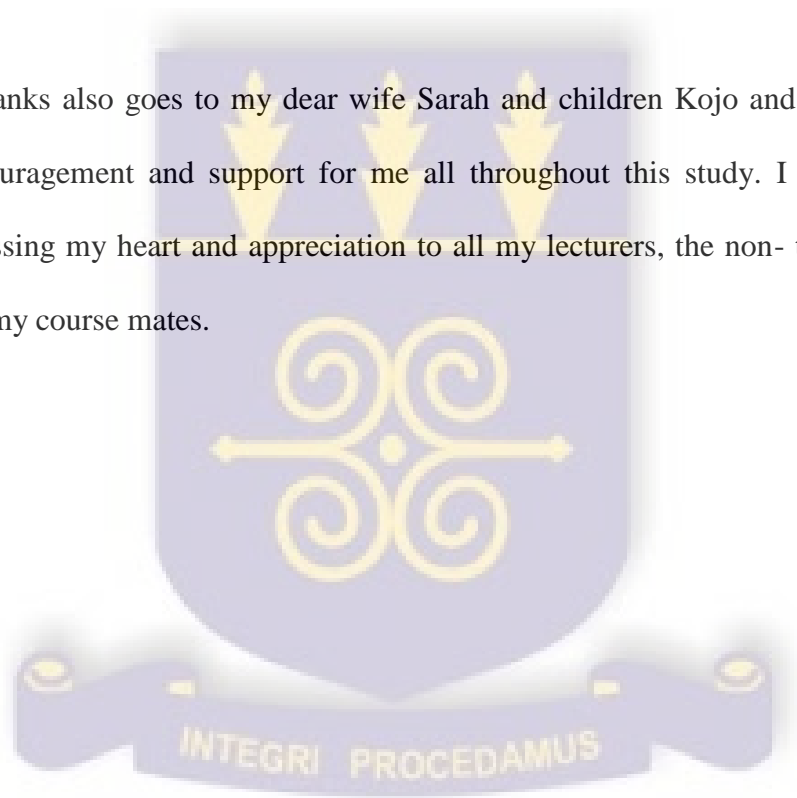 anks also goes to my dear wife Sarah and children Kojo and
uragement and support for me all throughout this study. I
ssing my heart and appreciation to all my lecturers, the non- t
my course mates.
INTEGRI PROCEDAMUS